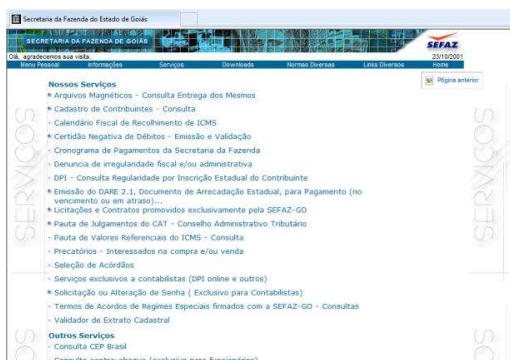 Secretaria da Fazenda do Estado de Goiás
SECRETARIA DA FAZENDA DE GOIÁS
SEFAZ
Olá, agradecemos sua visita.
23/10/2001
Menu Pessoal Informações Serviços Downloads Normas Diversas Links Diversos Home
Página anterior
Nossos Serviços
Arquivos Magnéticos - Consulta Entrega dos Mesmos
Cadastro de Contribuintes - Consulta
- Calendário Fiscal de Recolhimento de ICMS
Certidão Negativa de Débitos - Emissão e Validação
- Cronograma de Pagamentos da Secretaria da Fazenda
- Denuncia de irregularidade fiscal e/ou administrativa
- DPI - Consulta Regularidade por Inscrição Estadual do Contribuinte
Emissão do DARE 2.1, Documento de Arrecadação Estadual, para Pagamento (no
vencimento ou em atraso)...
Licitações e Contratos promovidos exclusivamente pela SEFAZ-GO
Pauta de Julgamentos do CAT - Conselho Administrativo Tributário
- Pauta de Valores Referenciais do ICMS - Consulta
- Precatórios - Interessados na compra e/ou venda
- Seleção de Acórdãos
- Serviços exclusivos a contabilistas (DPI online e outros)
Solicitação ou Alteração de Senha ( Exclusivo para Contabilistas)
- Termos de Acordos de Regimes Especiais firmados com a SEFAZ-GO - Consultas
- Validador de Extrato Cadastral
Outros Serviços
- Consulta CEP Brasil
SERVIÇOS
SERVIÇOS